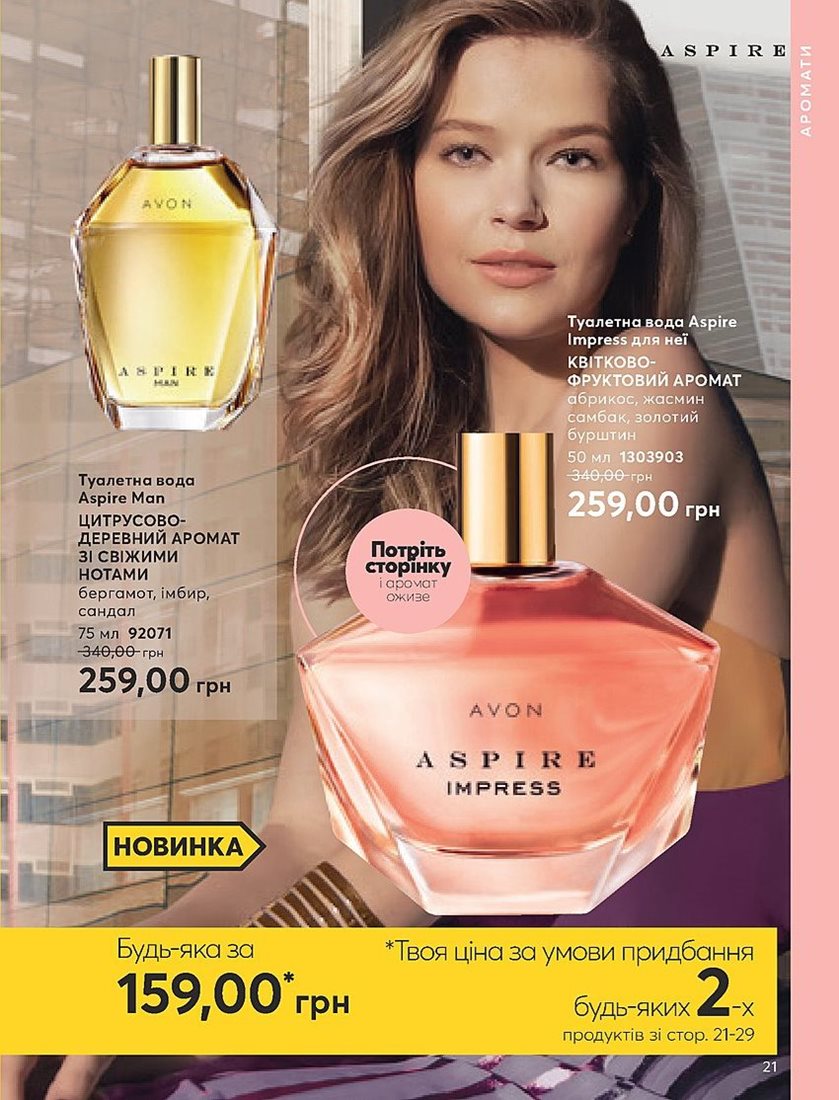 ASPIRE
АРОМАТИ
AVON
ASPIRE
MAN
Туалетна вода Aspire
Impress для неї
КВІТКОВО-
ФРУКТОВИЙ АРОМАТ
абрикос, жасмин
самбак, золотий
бурштин
50 мл 1303903
340,00 грн
259,00 грн
Туалетна вода
Aspire Man
ЦИТРУСОВО-
ДЕРЕВНИЙ АРОМАТ
ЗІ СВІЖИМИ
НОТАМИ
бергамот, імбир,
сандал
75 мл 92071
340,00 грн
259,00 грн
Потріть
сторінку
і аромат
оживе
AVON
ASPIRE
IMPRESS
НОВИНКА
Будь-яка за
159,00* грн
*Твоя ціна за умови придбання
будь-яких 2-х
продуктів зі стор. 21-29
21